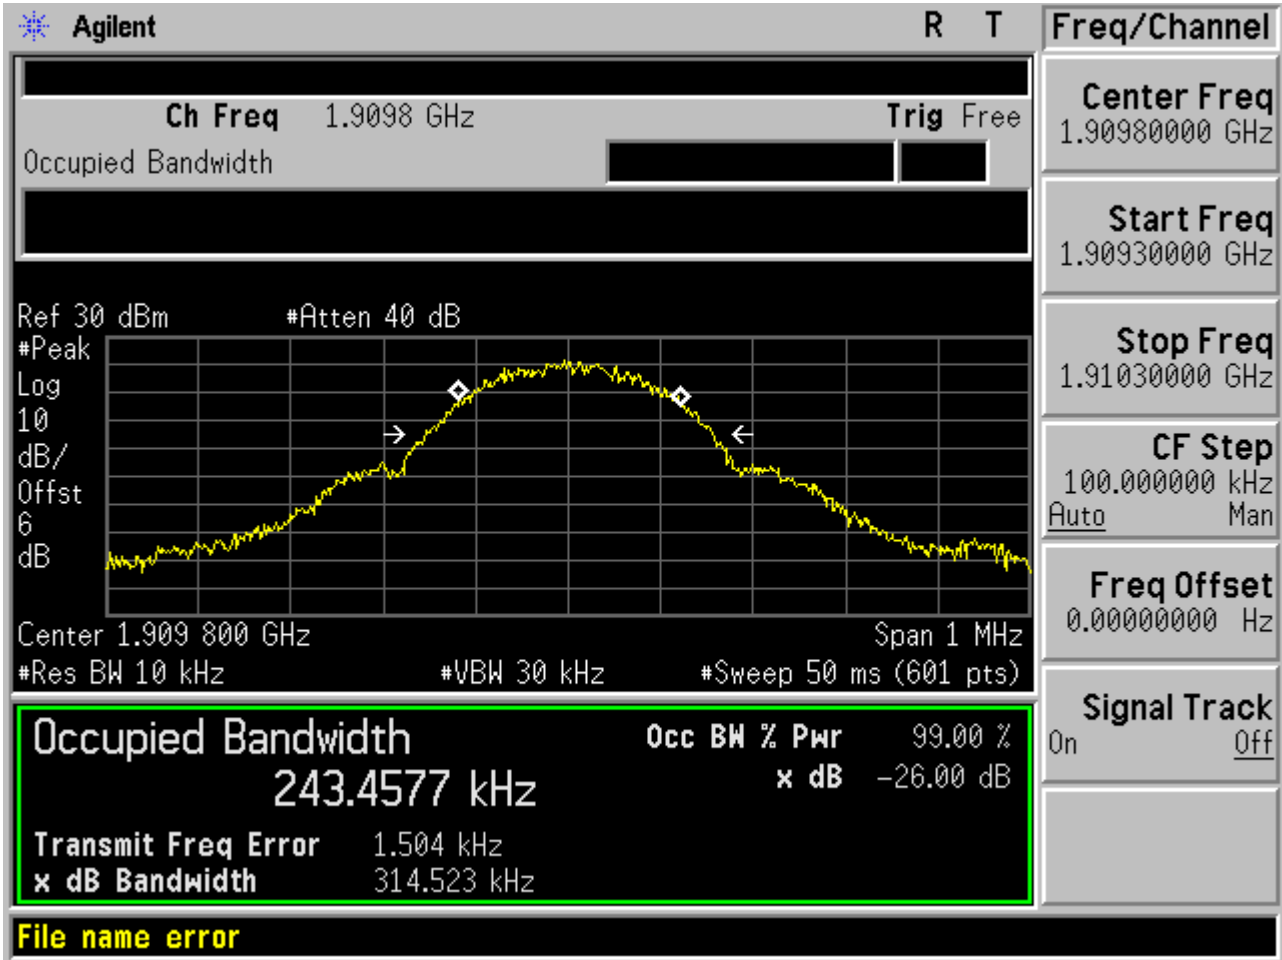 Agilent R T Freq/Channel
Ch Freq 1.9098 GHz Trig Free
Occupied Bandwidth
Center Freq
1.90980000 GHz
Start Freq
1.90930000 GHz
Stop Freq
1.91030000 GHz
CF Step
100.000000 kHz
Auto Man
Freq Offset
0.00000000 Hz
Signal Track
On Off
Ref 30 dBm #Atten 40 dB
#Peak
Log
10
dB/
Offst
6
dB
Center 1.909 800 GHz Span 1 MHz
#Res BW 10 kHz #VBW 30 kHz #Sweep 50 ms (601 pts)
Occupied Bandwidth Occ BW % Pwr 99.00 %
243.4577 kHz x dB -26.00 dB
Transmit Freq Error 1.504 kHz
x dB Bandwidth 314.523 kHz
File name error